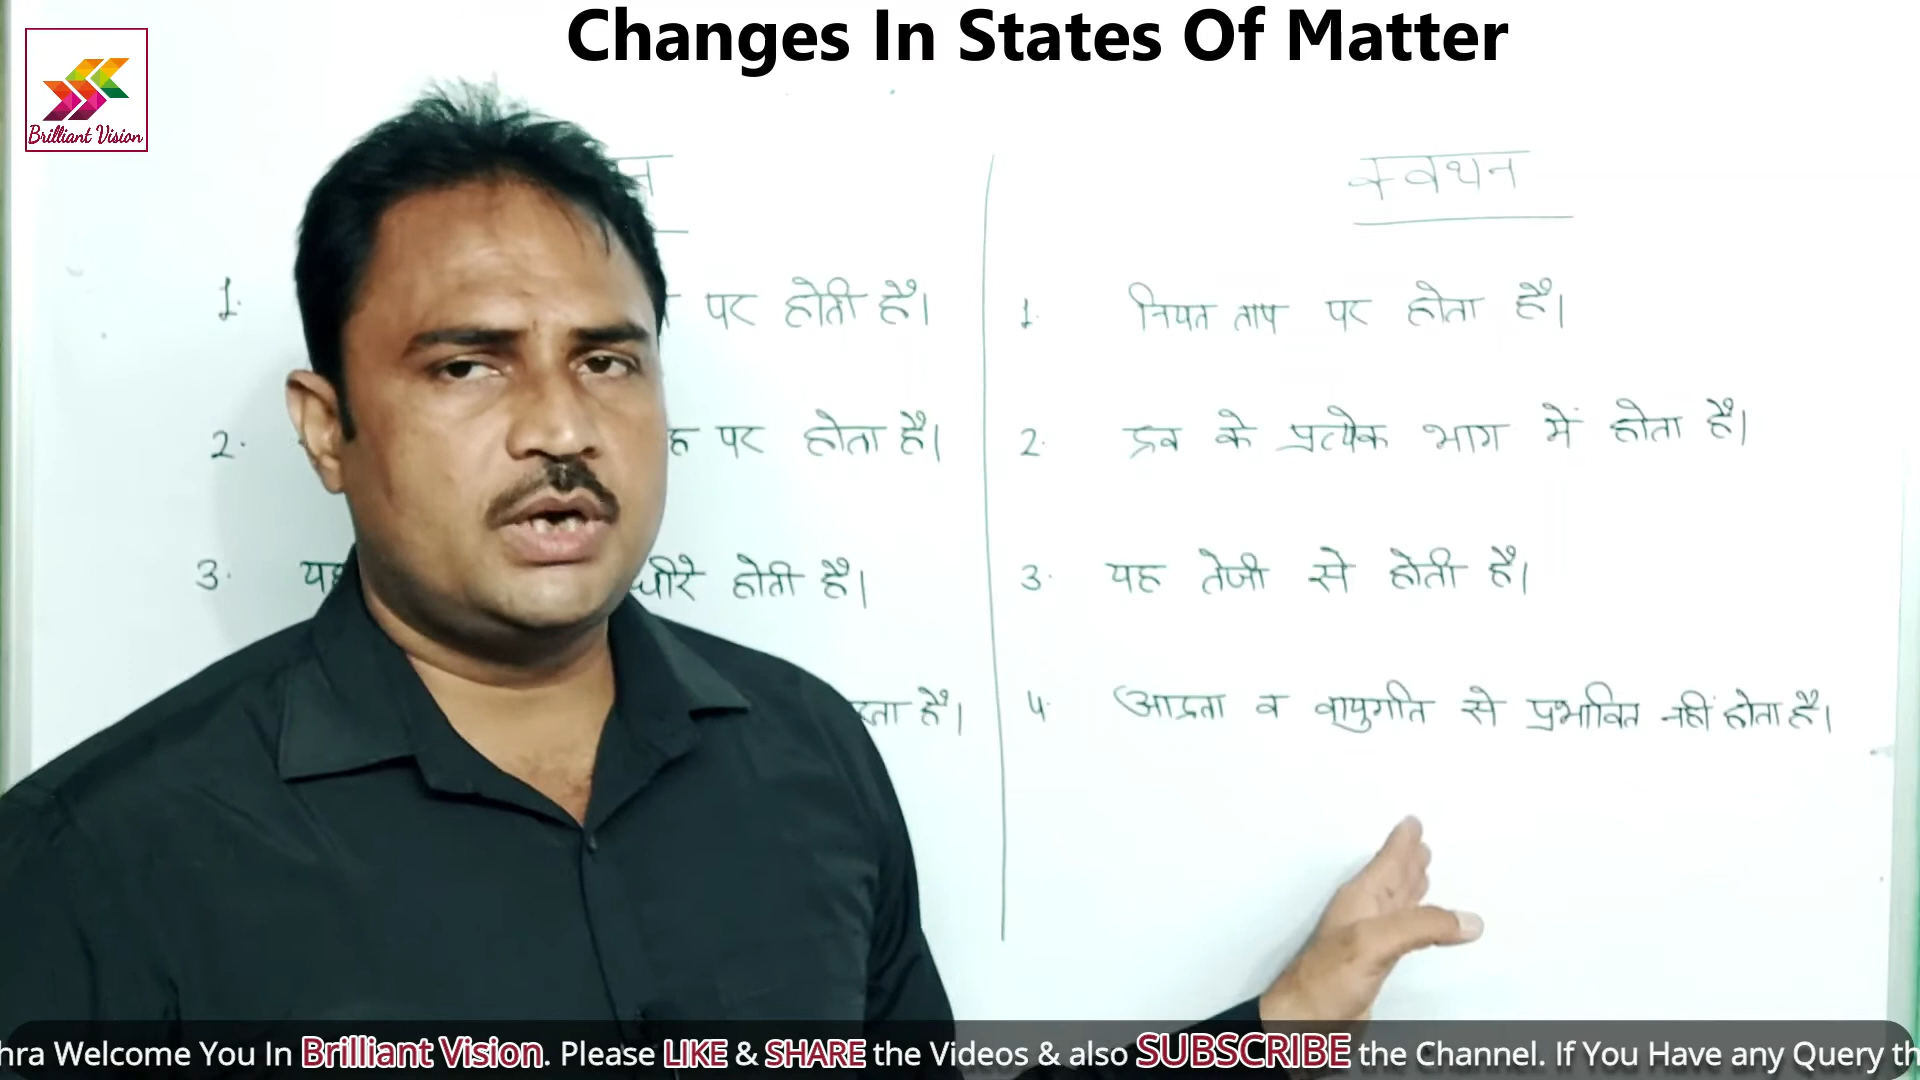 Changes In States Of Matter
Brilliant Vision
न
क्वथन
1. पर होती है।
1. नियत ताप पर होता है।
2. पर होता है।
2. द्रव के प्रत्येक भाग में होता है।
3. यह धीरे होती है।
3. यह तेजी से होती है।
है।
4. आद्रता व वायुगति से प्रभावित नहीं होता है।
hra Welcome You In Brilliant Vision. Please LIKE & SHARE the Videos & also SUBSCRIBE the Channel. If You Have any Query th